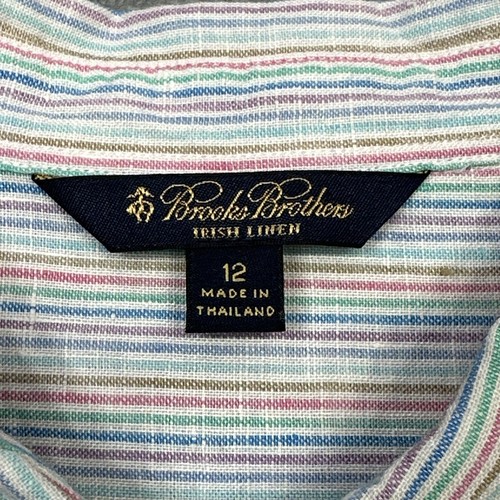 Brooks Brothers
IRISH LINEN
12
MADE IN
THAILAND